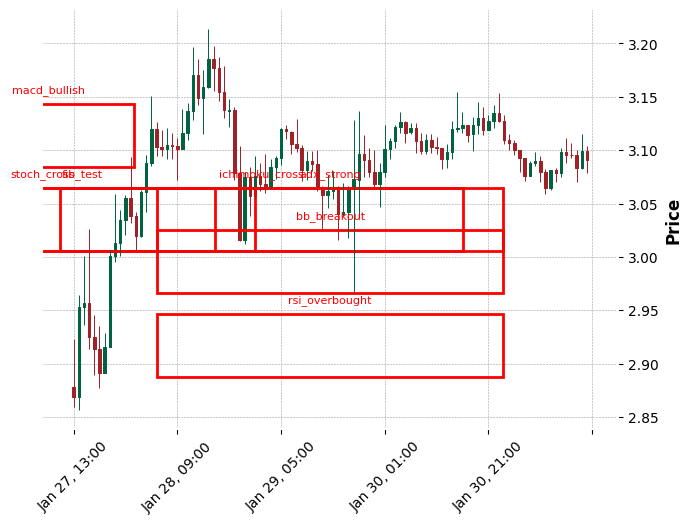 3.20
macd_bullish
3.15
3.10
stoch_cross
fib_test
ichimoku_cross
adx_strong
3.05
bb_breakout
3.00
rsi_overbought
2.95
2.90
2.85
Price
Jan 27, 13:00
Jan 28, 09:00
Jan 29, 05:00
Jan 30, 01:00
Jan 30, 21:00